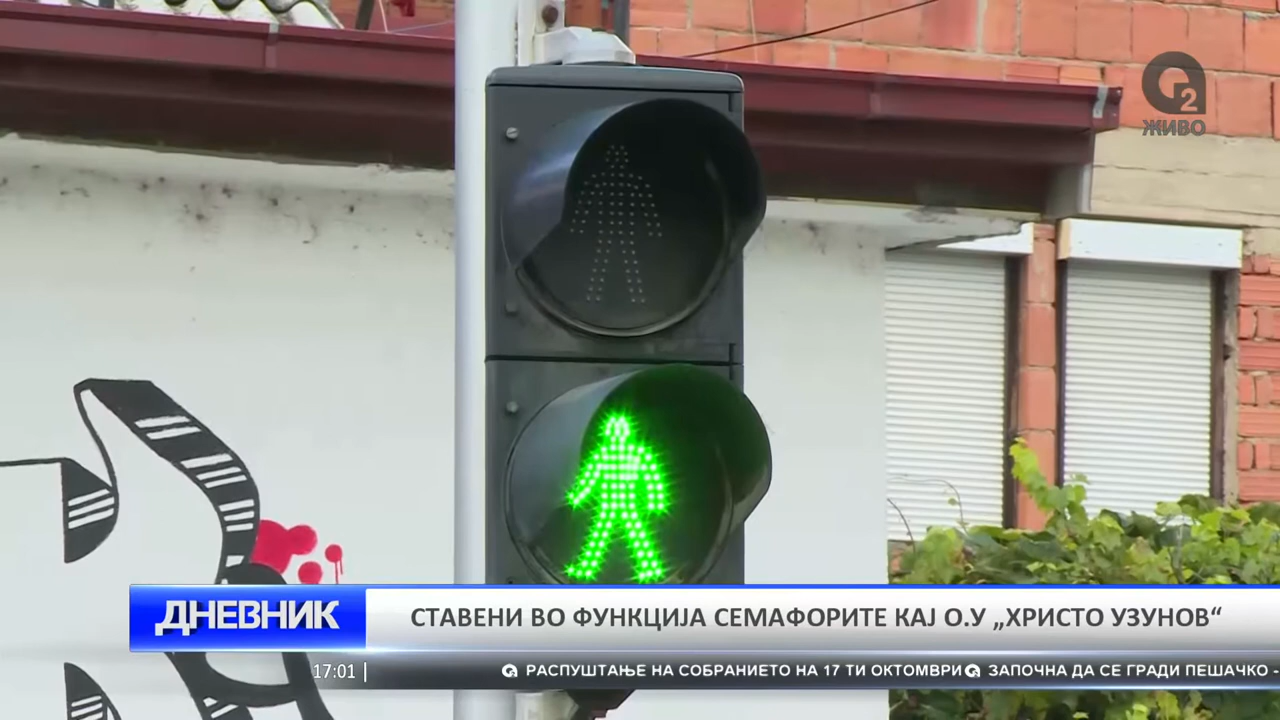 2
ЖИВО
ДНЕВНИК
СТАВЕНИ ВО ФУНКЦИЈА СЕМАФОРИТЕ КАЈ О.У „ХРИСТО УЗУНОВ“
17:01 | РАСПУШТАЊЕ НА СОБРАНИЕТО НА 17 ТИ ОКТОМВРИ ЗАПОЧНА ДА СЕ ГРАДИ ПЕШАЧКО -